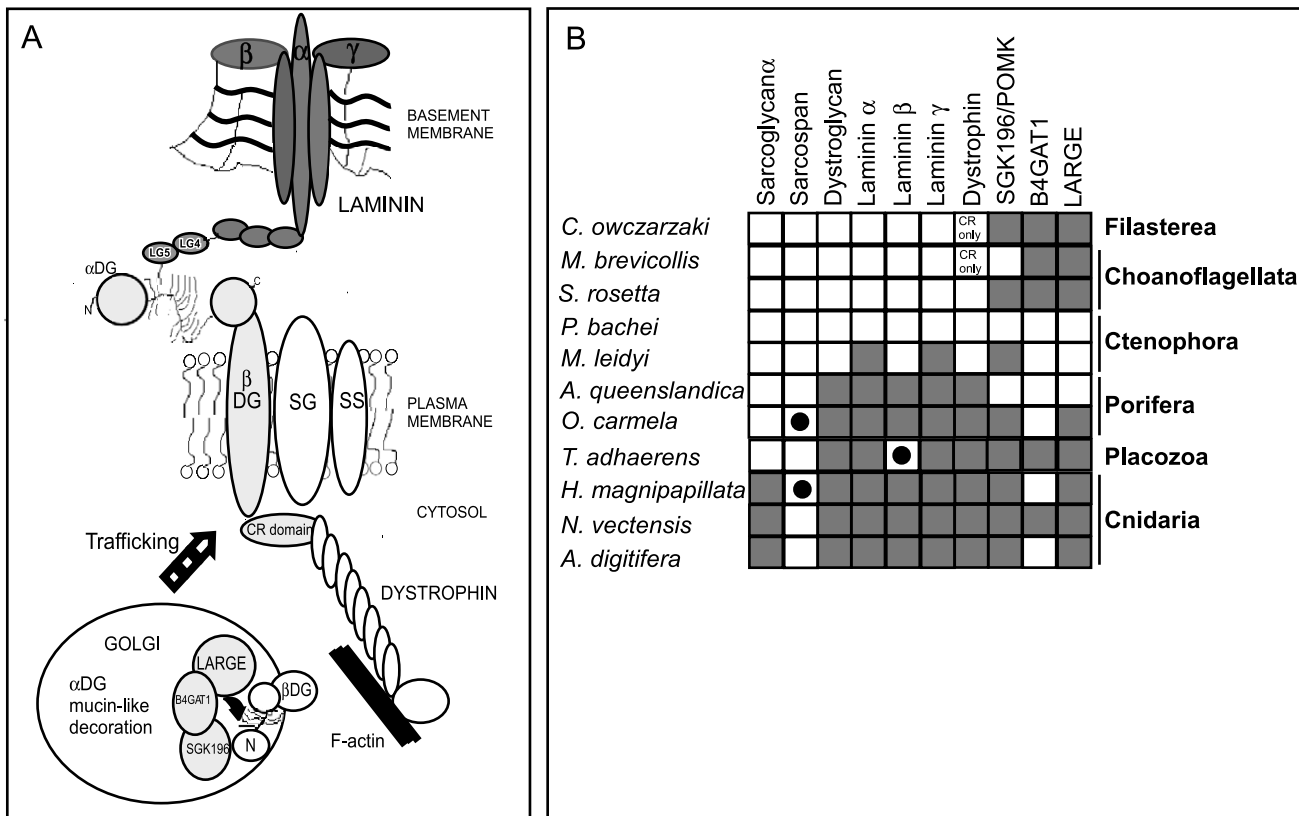 A
β
α
γ
BASEMENT
MEMBRANE
LAMININ
LG5
LG4
αDG
N
C
β
DG
SG
SS
PLASMA
MEMBRANE
CYTOSOL
CR domain
Trafficking
DYSTROPHIN
GOLGI
LARGE
αDG
mucin-like
decoration
B4GAT1
βDG
SGK196
N
F-actin
B
Sarcoglycanα
Sarcospan
Dystroglycan
Laminin α
Laminin β
Laminin γ
Dystrophin
SGK196/POMK
B4GAT1
LARGE
C. owczarzaki
CR
only
Filasterea
M. brevicollis
CR
only
Choanoflagellata
S. rosetta
P. bachei
Ctenophora
M. leidyi
A. queenslandica
Porifera
O. carmela
T. adhaerens
Placozoa
H. magnipapillata
N. vectensis
Cnidaria
A. digitifera